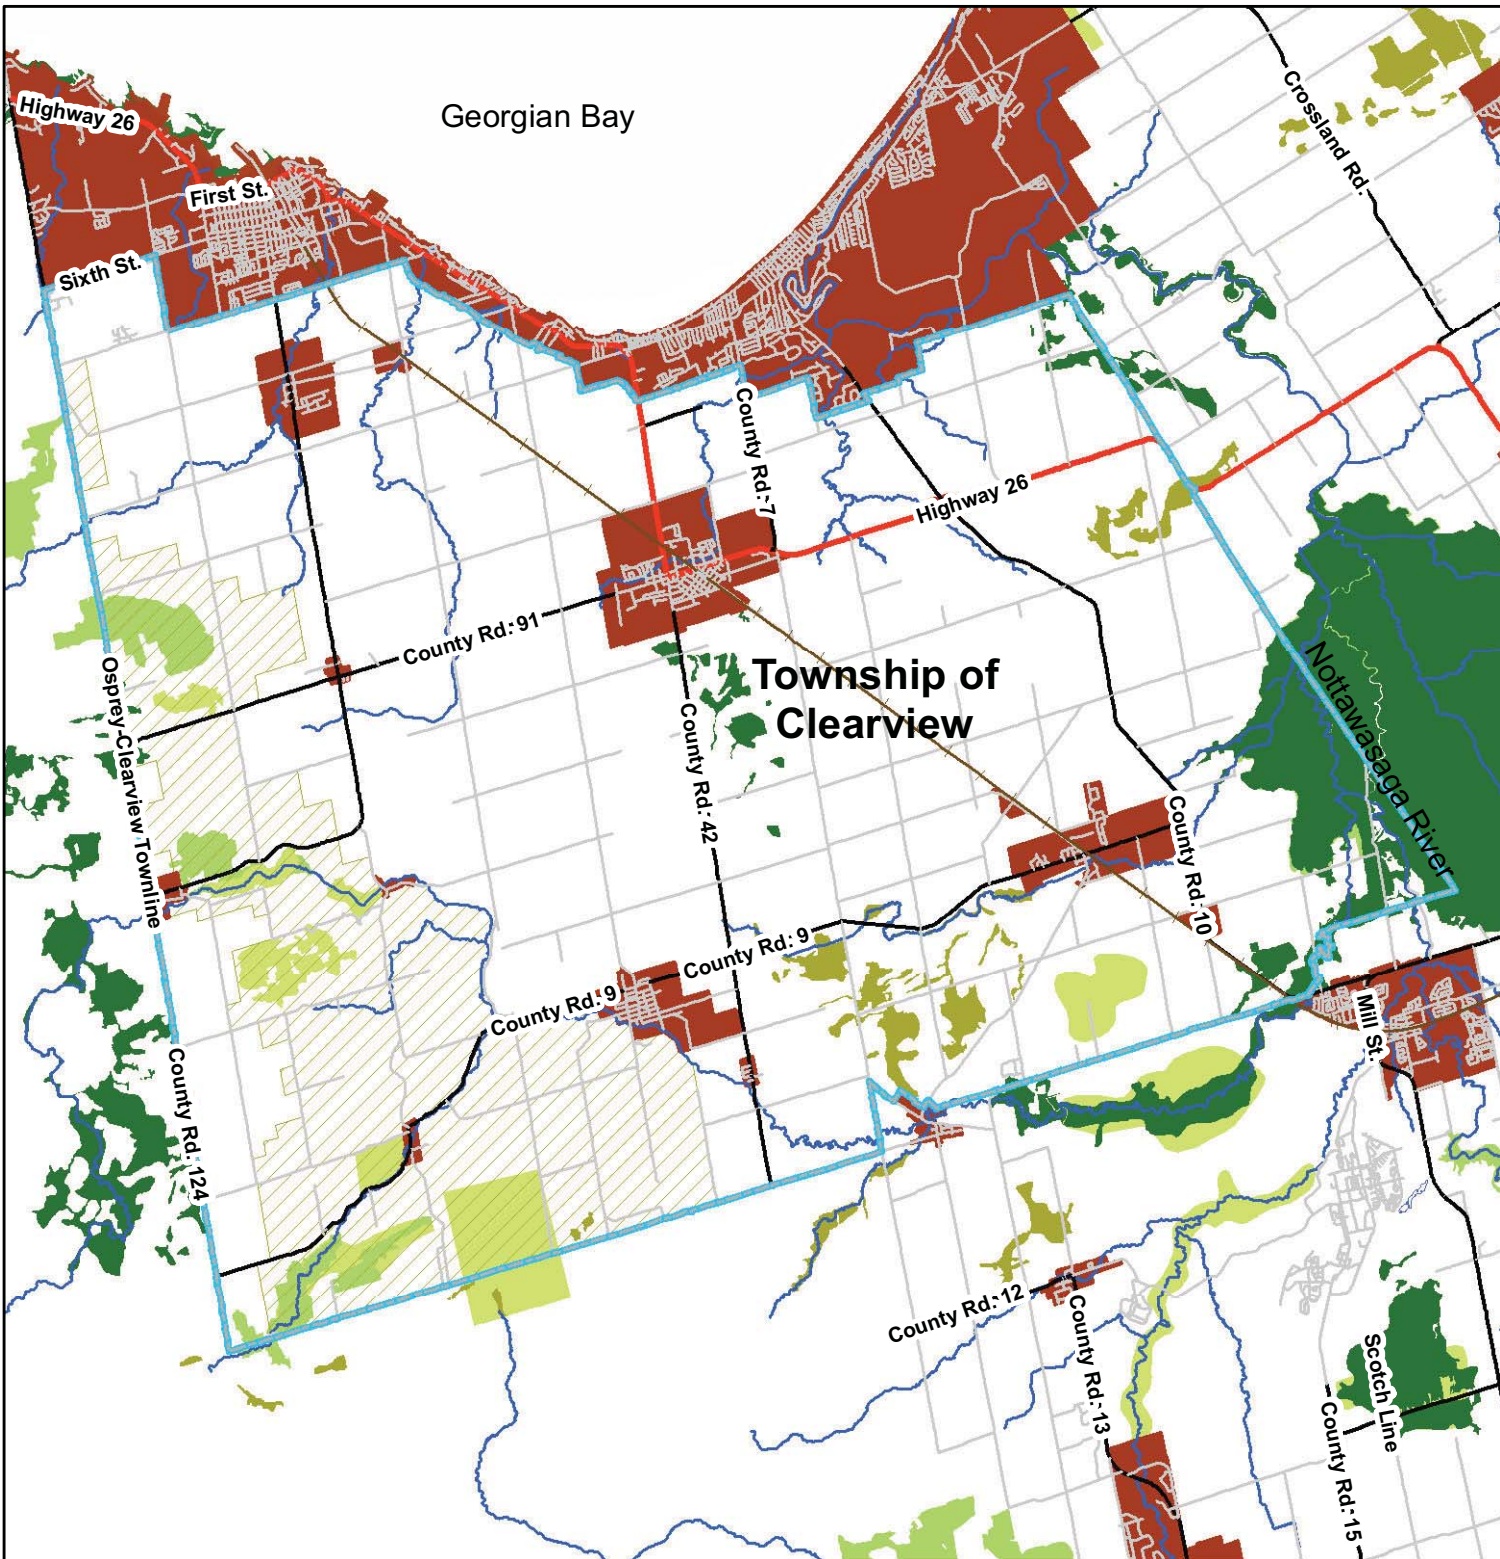 Georgian Bay
Highway 26
First St.
Sixth St.
Crossland Rd.
County Rd. 7
Highway 26
County Rd. 91
Osprey-Clearview Townline
Township of
Clearview
County Rd. 42
Nottawasaga River
County Rd. 10
County Rd. 9
County Rd. 9
Mill St.
County Rd. 124
County Rd. 12
County Rd. 13
Scotch Line
County Rd. 15